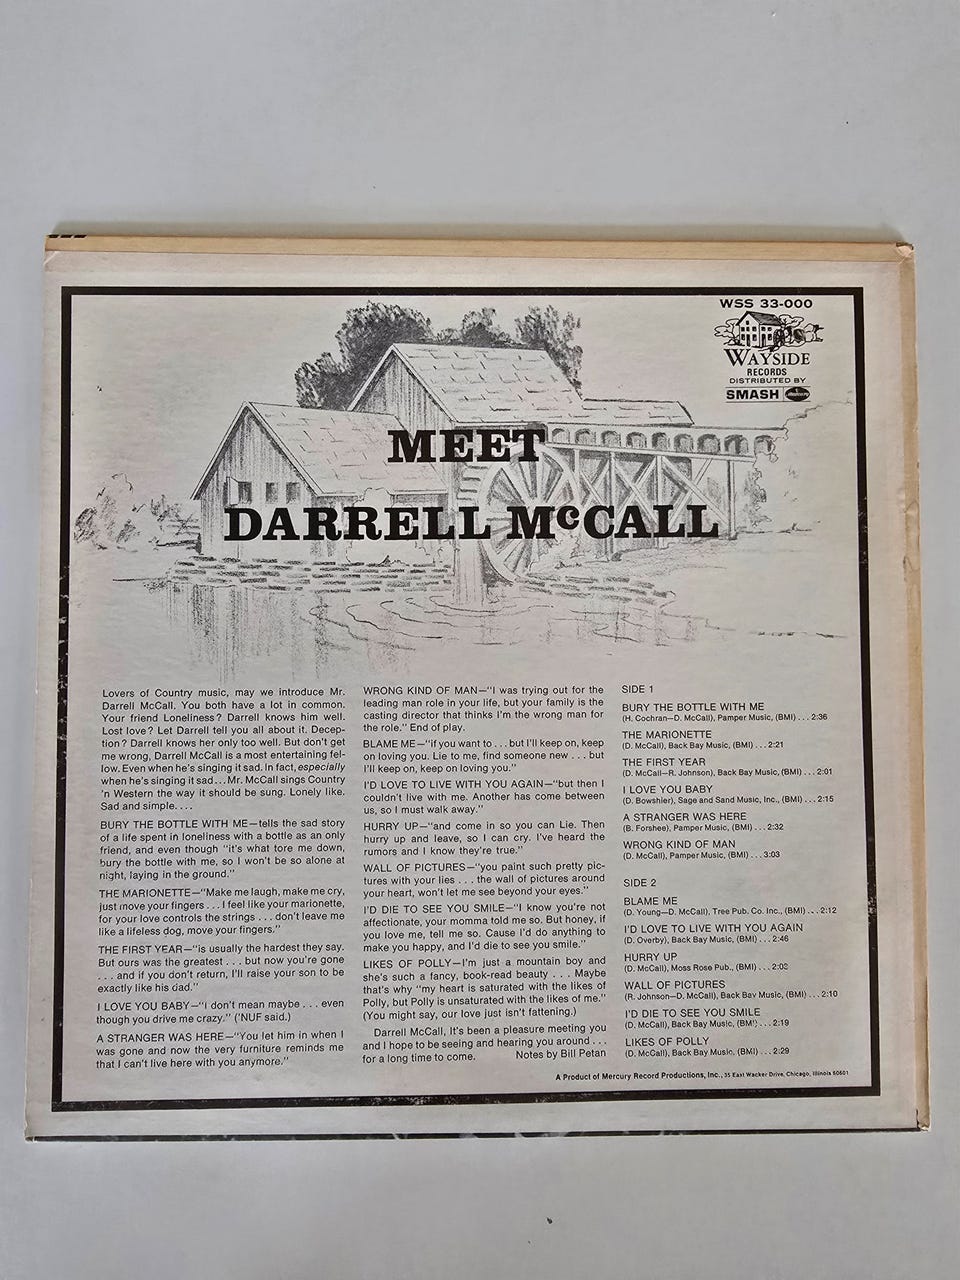 WSS 33-000
WAYSIDE
RECORDS
DISTRIBUTED BY
SMASH
MEET
DARRELL McCALL
Lovers of Country music, may we introduce Mr.
Darrell McCall. You both have a lot in common.
Your friend Loneliness? Darrell knows him well.
Lost love? Let Darrell tell you all about it. Decep-
tion? Darrell knows her only too well. But don't get
me wrong, Darrell McCall is a most entertaining fel-
low. Even when he's singing it sad. In fact, especially
when he's singing it sad...Mr. McCall sings Country
'n Western the way it should be sung. Lonely like.
Sad and simple....
BURY THE BOTTLE WITH ME—tells the sad story
of a life spent in loneliness with a bottle as an only
friend, and even though "it's what tore me down,
bury the bottle with me, so I won't be so alone at
night, laying in the ground."
THE MARIONETTE—"Make me laugh, make me cry,
just move your fingers ... I feel like your marionette,
for your love controls the strings ... don't leave me
like a lifeless dog, move your fingers."
THE FIRST YEAR—"is usually the hardest they say.
But ours was the greatest ... but now you're gone
... and if you don't return, I'll raise your son to be
exactly like his dad."
I LOVE YOU BABY—"I don't mean maybe ... even
though you drive me crazy." ('NUF said.)
A STRANGER WAS HERE—"You let him in when I
was gone and now the very furniture reminds me
that I can't live here with you anymore."
WRONG KIND OF MAN—"I was trying out for the
leading man role in your life, but your family is the
casting director that thinks I'm the wrong man for
the role." End of play.
BLAME ME—"if you want to ... but I'll keep on, keep
on loving you. Lie to me, find someone new ... but
I'll keep on, keep on loving you."
I'D LOVE TO LIVE WITH YOU AGAIN—"but then I
couldn't live with me. Another has come between
us, so I must walk away."
HURRY UP—"and come in so you can Lie. Then
hurry up and leave, so I can cry. I've heard the
rumors and I know they're true."
WALL OF PICTURES—"you paint such pretty pic-
tures with your lies ... the wall of pictures around
your heart, won't let me see beyond your eyes."
I'D DIE TO SEE YOU SMILE—"I know you're not
affectionate, your momma told me so. But honey, if
you love me, tell me so. Cause I'd do anything to
make you happy, and I'd die to see you smile."
LIKES OF POLLY—I'm just a mountain boy and
she's such a fancy, book-read beauty ... Maybe
that's why "my heart is saturated with the likes of
Polly, but Polly is unsaturated with the likes of me."
(You might say, our love just isn't fattening.)
Darrell McCall, It's been a pleasure meeting you
and I hope to be seeing and hearing you around ...
for a long time to come. Notes by Bill Petan
SIDE 1
BURY THE BOTTLE WITH ME
(H. Cochran—D. McCall), Pamper Music, (BMI) ... 2:36
THE MARIONETTE
(D. McCall), Back Bay Music, (BMI) ... 2:21
THE FIRST YEAR
(D. McCall—R. Johnson), Back Bay Music, (BMI) ... 2:01
I LOVE YOU BABY
(D. Bowshier), Sage and Sand Music, Inc., (BMI) ... 2:15
A STRANGER WAS HERE
(B. Forshee), Pamper Music, (BMI) ... 2:32
WRONG KIND OF MAN
(D. McCall), Pamper Music, (BMI) ... 3:03
SIDE 2
BLAME ME
(D. Young—D. McCall), Tree Pub. Co. Inc., (BMI) ... 2:12
I'D LOVE TO LIVE WITH YOU AGAIN
(D. Overby), Back Bay Music, (BMI) ... 2:46
HURRY UP
(D. McCall), Moss Rose Pub., (BMI) ... 2:02
WALL OF PICTURES
(R. Johnson—D. McCall), Back Bay Music, (BMI) ... 2:10
I'D DIE TO SEE YOU SMILE
(D. McCall), Back Bay Music, (BMI) ... 2:19
LIKES OF POLLY
(D. McCall), Back Bay Music, (BMI) ... 2:29
A Product of Mercury Record Productions, Inc., 35 East Wacker Drive, Chicago, Illinois 60601